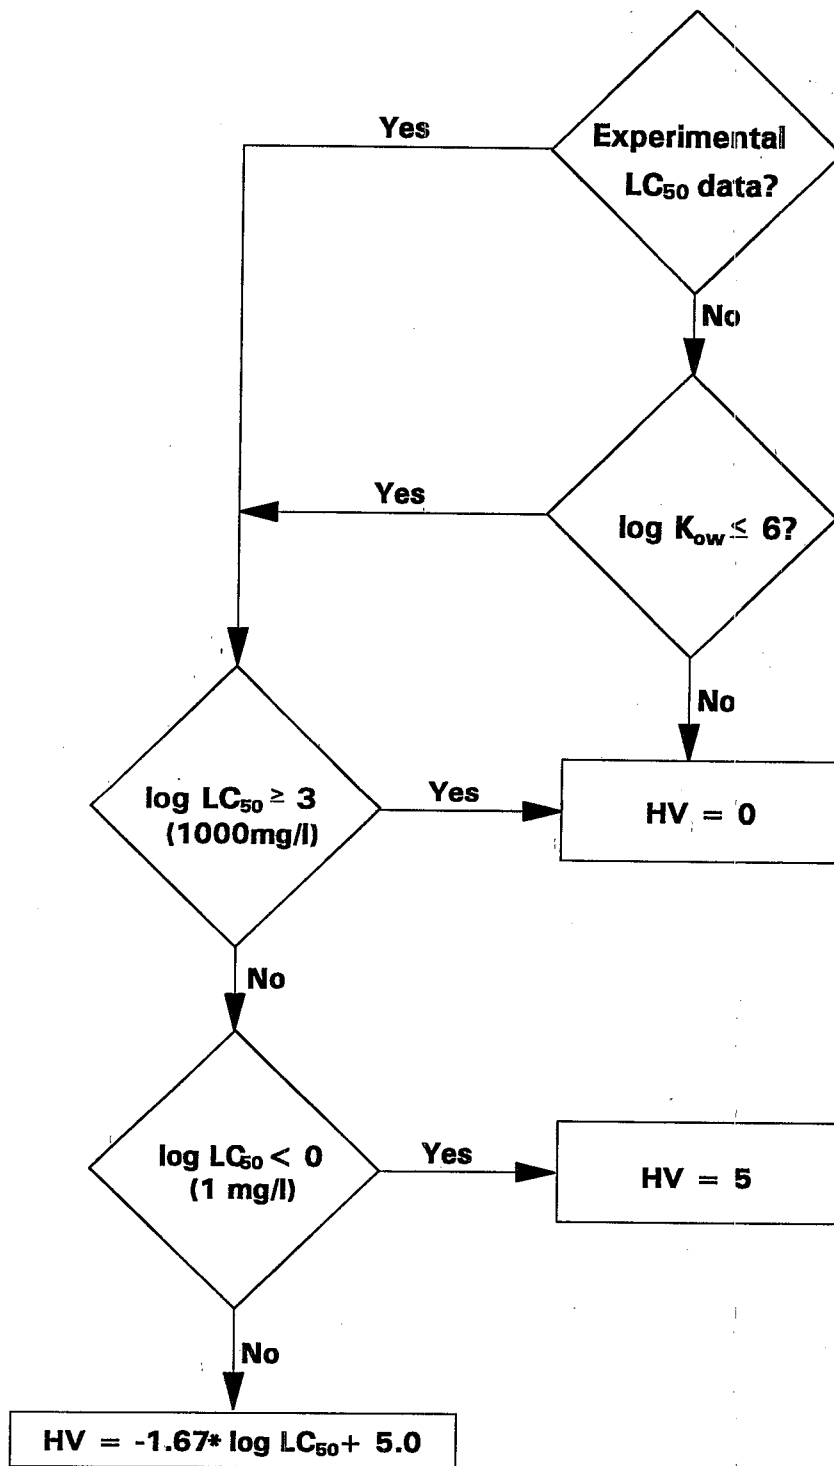 Yes
Experimental
LC₅₀ data?
No
Yes
log Kow ≤ 6?
No
log LC₅₀ ≥ 3
(1000mg/l)
Yes
HV = 0
No
log LC₅₀ < 0
(1 mg/l)
Yes
HV = 5
No
HV = -1.67* log LC₅₀+ 5.0